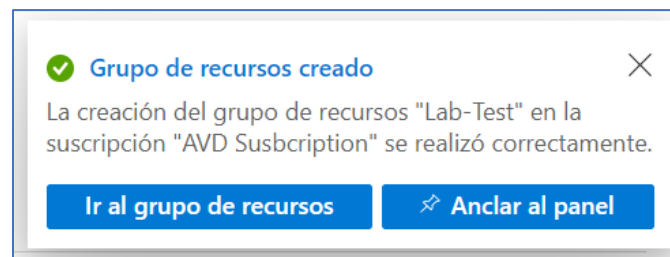 Grupo de recursos creado
La creación del grupo de recursos "Lab-Test" en la
suscripción "AVD Susbcription" se realizó correctamente.
Ir al grupo de recursos
Anclar al panel